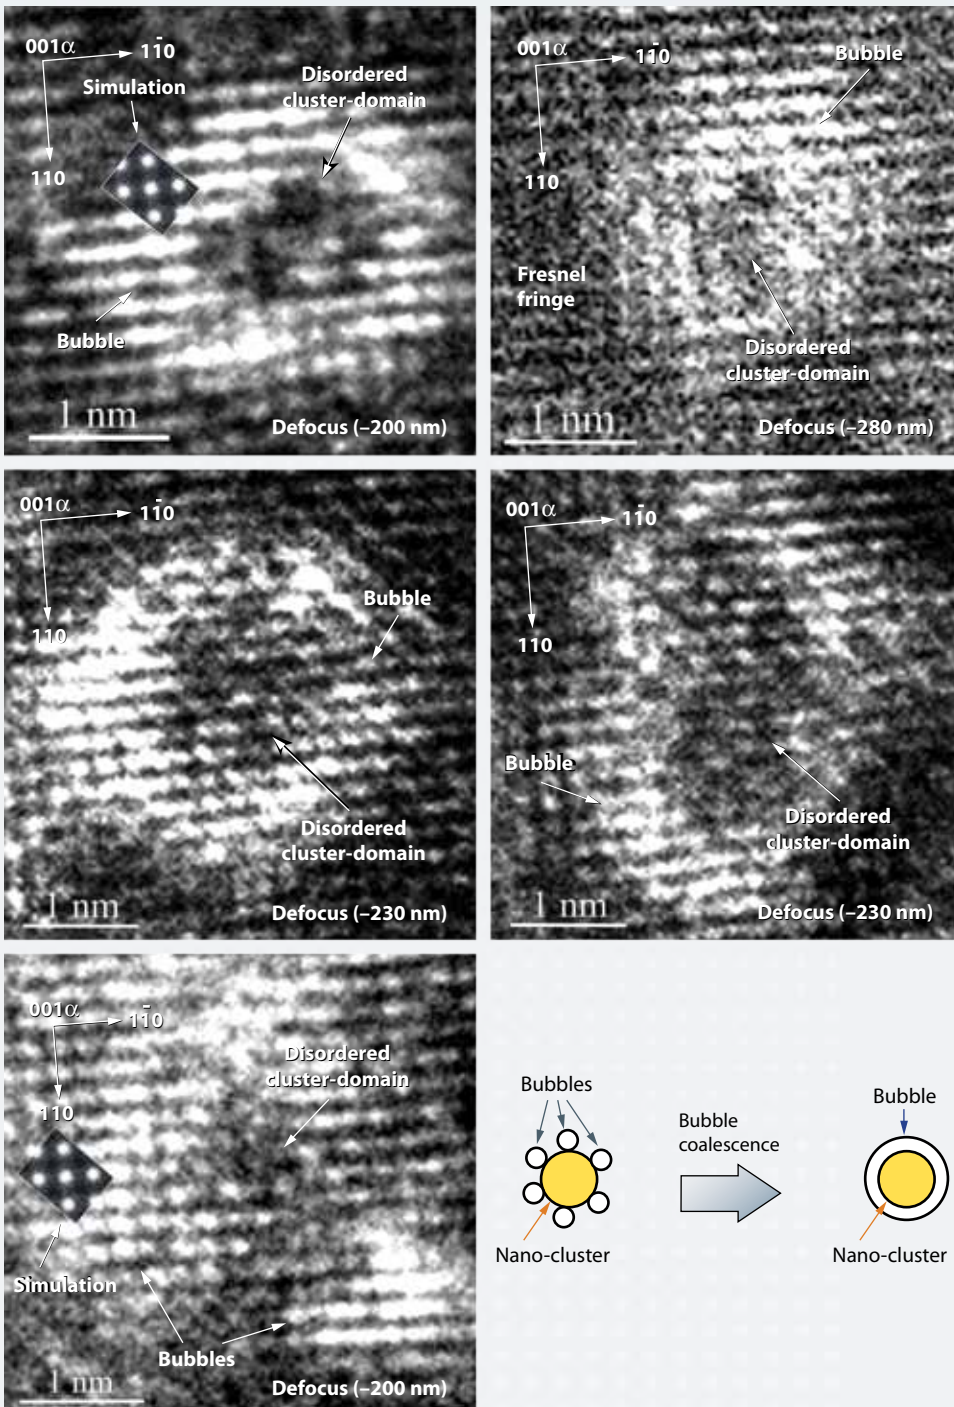 001α
11̅0
Simulation
Disordered
cluster-domain
110
Bubble
1 nm
Defocus (–200 nm)
001α
11̅0
Bubble
110
Fresnel
fringe
Disordered
cluster-domain
1 nm
Defocus (–280 nm)
001α
11̅0
Bubble
110
Disordered
cluster-domain
1 nm
Defocus (–230 nm)
001α
11̅0
110
Bubble
Disordered
cluster-domain
1 nm
Defocus (–230 nm)
001α
11̅0
Disordered
cluster-domain
110
Simulation
Bubbles
1 nm
Defocus (–200 nm)
Bubbles
Nano-cluster
Bubble
coalescence
Bubble
Nano-cluster